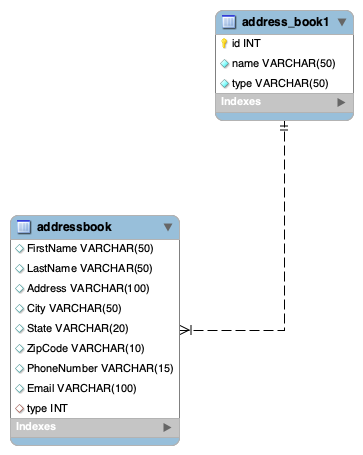 address_book1
id INT
name VARCHAR(50)
type VARCHAR(50)
Indexes
addressbook
FirstName VARCHAR(50)
LastName VARCHAR(50)
Address VARCHAR(100)
City VARCHAR(50)
State VARCHAR(20)
ZipCode VARCHAR(10)
PhoneNumber VARCHAR(15)
Email VARCHAR(100)
type INT
Indexes